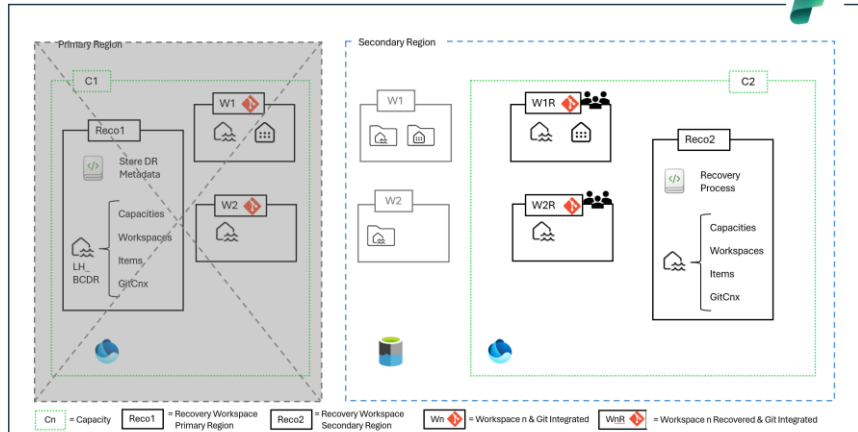 Primary Region
C1
W1
Reco1
Store DR
Metadata
Capacities
Workspaces
Items
GitCnx
LH_
BCDR
W2
Secondary Region
W1
W2
C2
W1R
W2R
Reco2
Recovery
Process
Capacities
Workspaces
Items
GitCnx
Cn = Capacity
Reco1 = Recovery Workspace
Primary Region
Reco2 = Recovery Workspace
Secondary Region
Wn = Workspace n & Git Integrated
WnR = Workspace n Recovered & Git Integrated